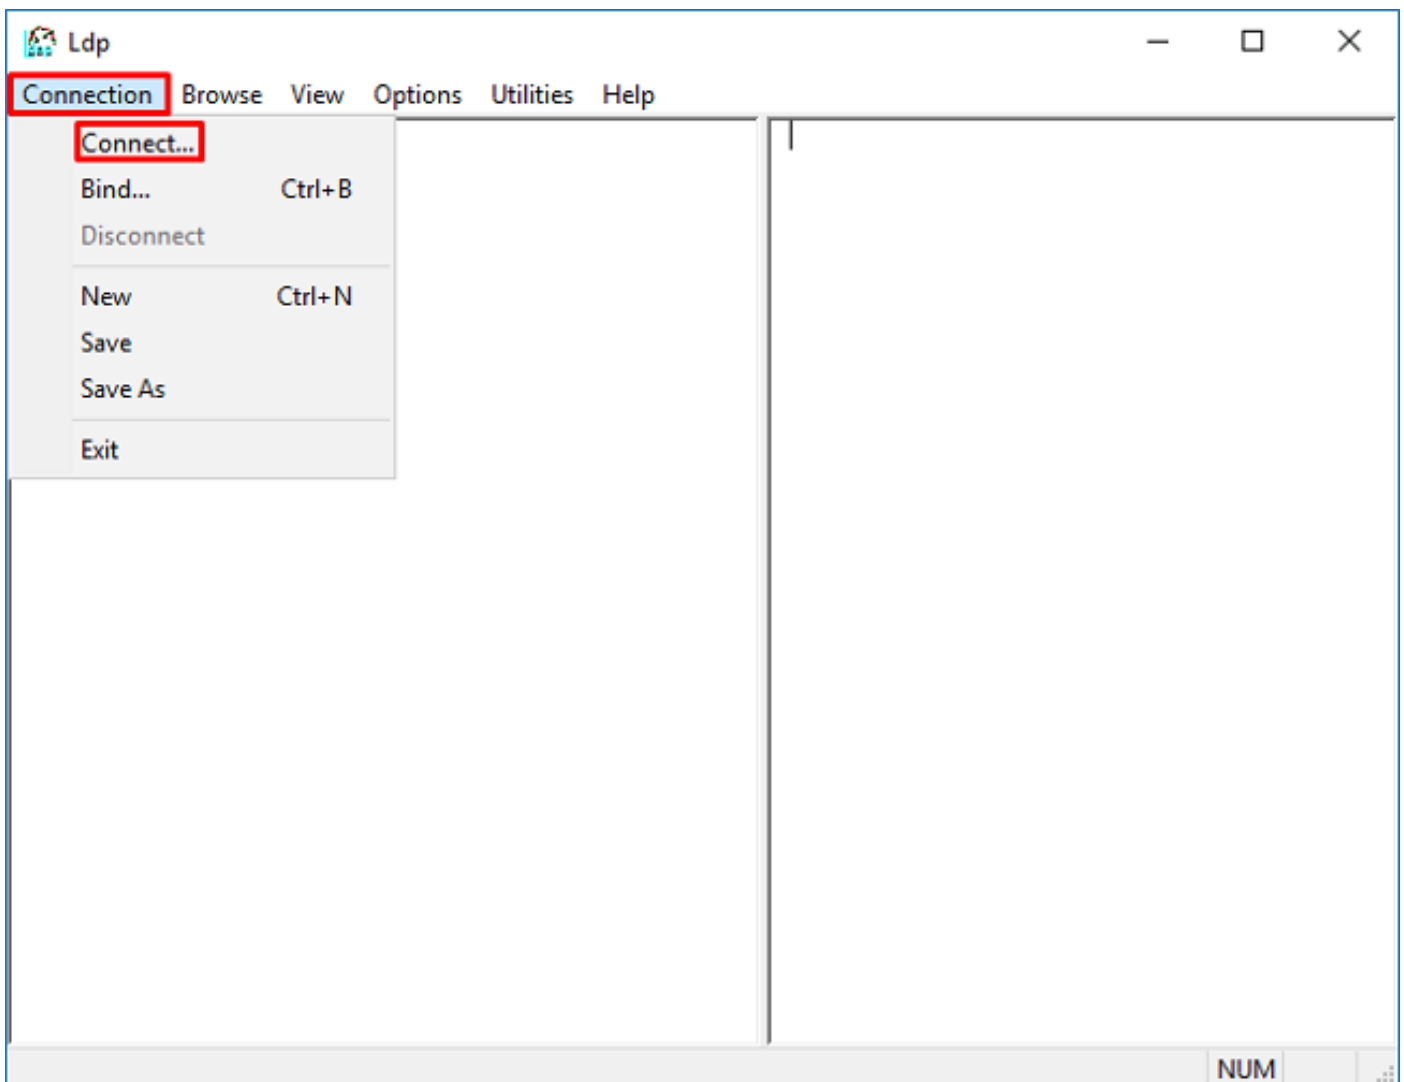 Ldp
Connection Browse View Options Utilities Help
Connect...
Bind... Ctrl+B
Disconnect
New Ctrl+N
Save
Save As
Exit
NUM